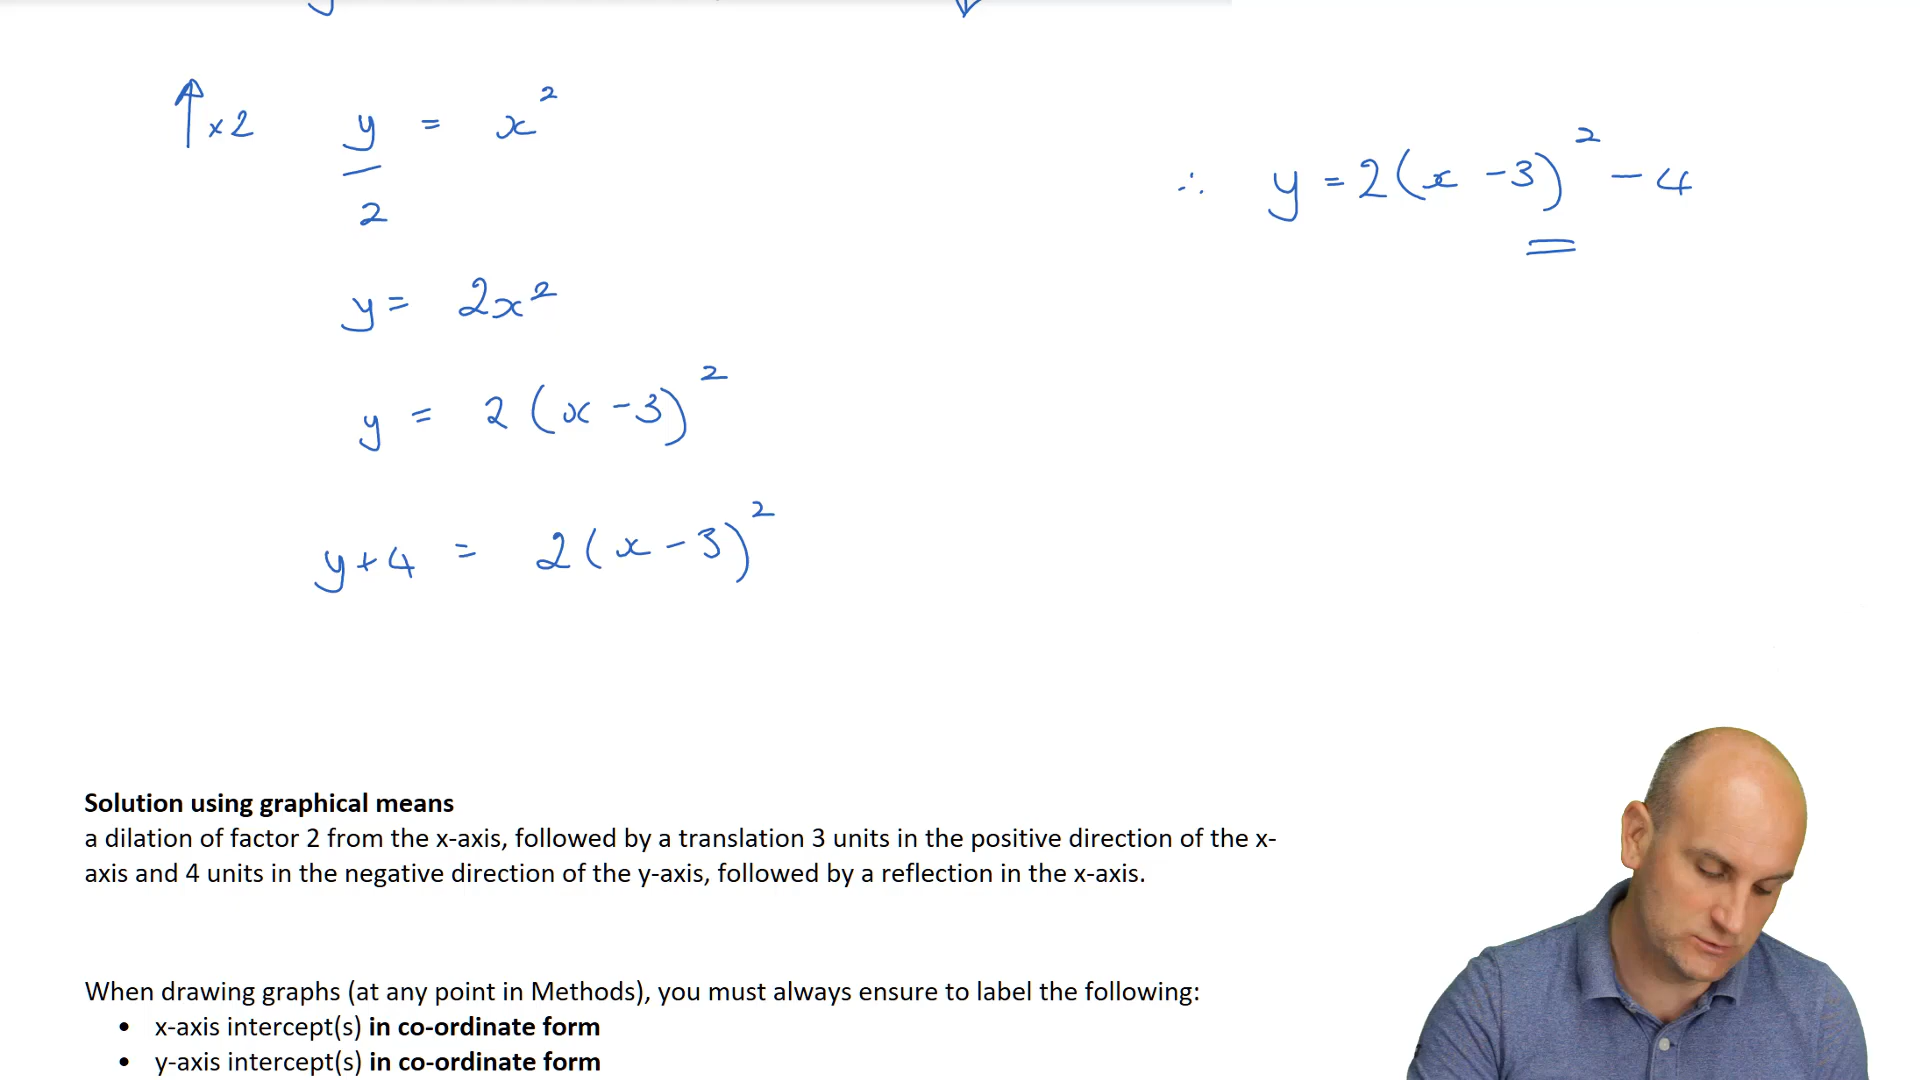 ×2 y/2 = x²
y = 2x²
y = 2(x-3)²
y+4 = 2(x-3)²
∴ y = 2(x-3)² - 4
Solution using graphical means
a dilation of factor 2 from the x-axis, followed by a translation 3 units in the positive direction of the x-
axis and 4 units in the negative direction of the y-axis, followed by a reflection in the x-axis.
When drawing graphs (at any point in Methods), you must always ensure to label the following:
• x-axis intercept(s) in co-ordinate form
• y-axis intercept(s) in co-ordinate form